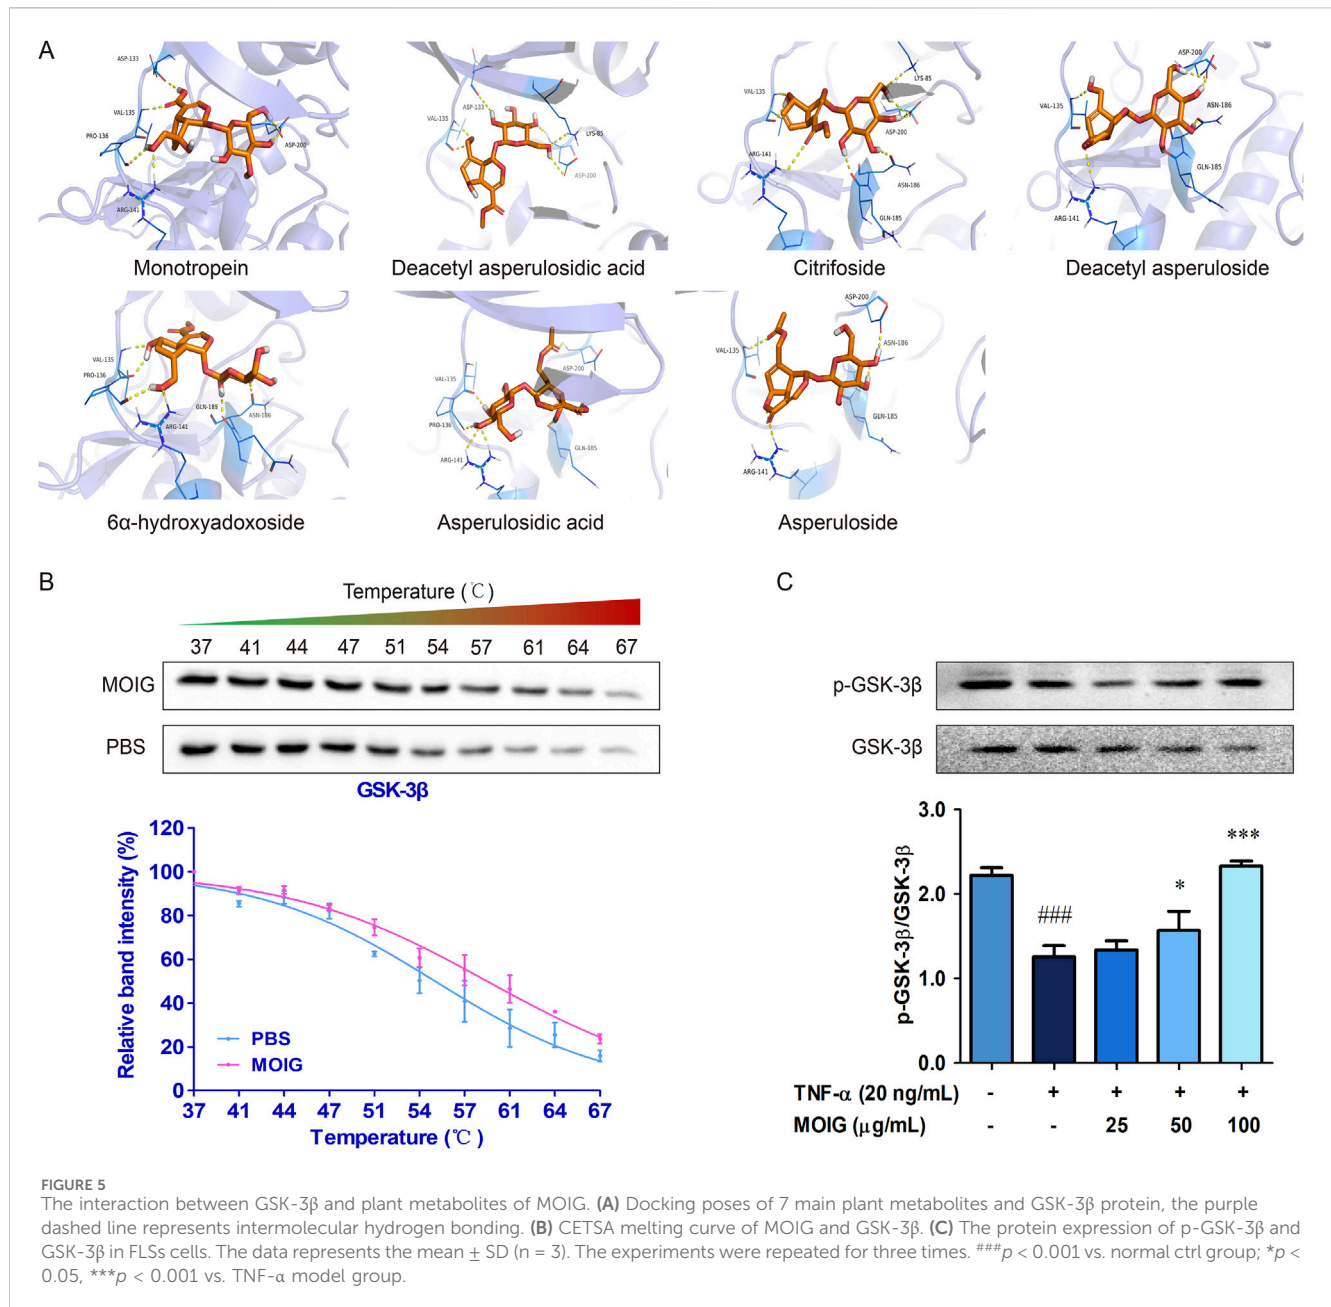 A
ASP-133
VAL-135
PRO-136
ASP-200
ARG-141
Monotropein
ASP-133
VAL-135
LYS-85
ASP-200
Deacetyl asperulosidic acid
LYS-85
VAL-135
ASP-200
ARG-141
ASN-186
GLN-185
Citrifoside
ASP-200
VAL-135
ASN-186
GLN-185
ARG-141
Deacetyl asperuloside
VAL-135
PRO-136
GLN-185
ASN-186
ARG-141
6α-hydroxyadoxoside
VAL-135
ASP-200
PRO-136
ARG-141
GLN-185
Asperulosidic acid
ASP-200
VAL-135
ASN-186
GLN-185
ARG-141
Asperuloside
B
Temperature (℃)
37 41 44 47 51 54 57 61 64 67
MOIG
PBS
GSK-3β
Relative band intensity (%)
120
100
80
60
40
20
0
PBS
MOIG
37 41 44 47 51 54 57 61 64 67
Temperature (℃)
C
p-GSK-3β
GSK-3β
p-GSK-3β/GSK-3β
3.0
2.0
1.0
0.0
###
*
***
TNF-α (20 ng/mL) - + + + +
MOIG (μg/mL) - - 25 50 100
FIGURE 5
The interaction between GSK-3β and plant metabolites of MOIG. (A) Docking poses of 7 main plant metabolites and GSK-3β protein, the purple
dashed line represents intermolecular hydrogen bonding. (B) CETSA melting curve of MOIG and GSK-3β. (C) The protein expression of p-GSK-3β and
GSK-3β in FLSs cells. The data represents the mean ± SD (n = 3). The experiments were repeated for three times. ###p < 0.001 vs. normal ctrl group; *p <
0.05, ***p < 0.001 vs. TNF-α model group.